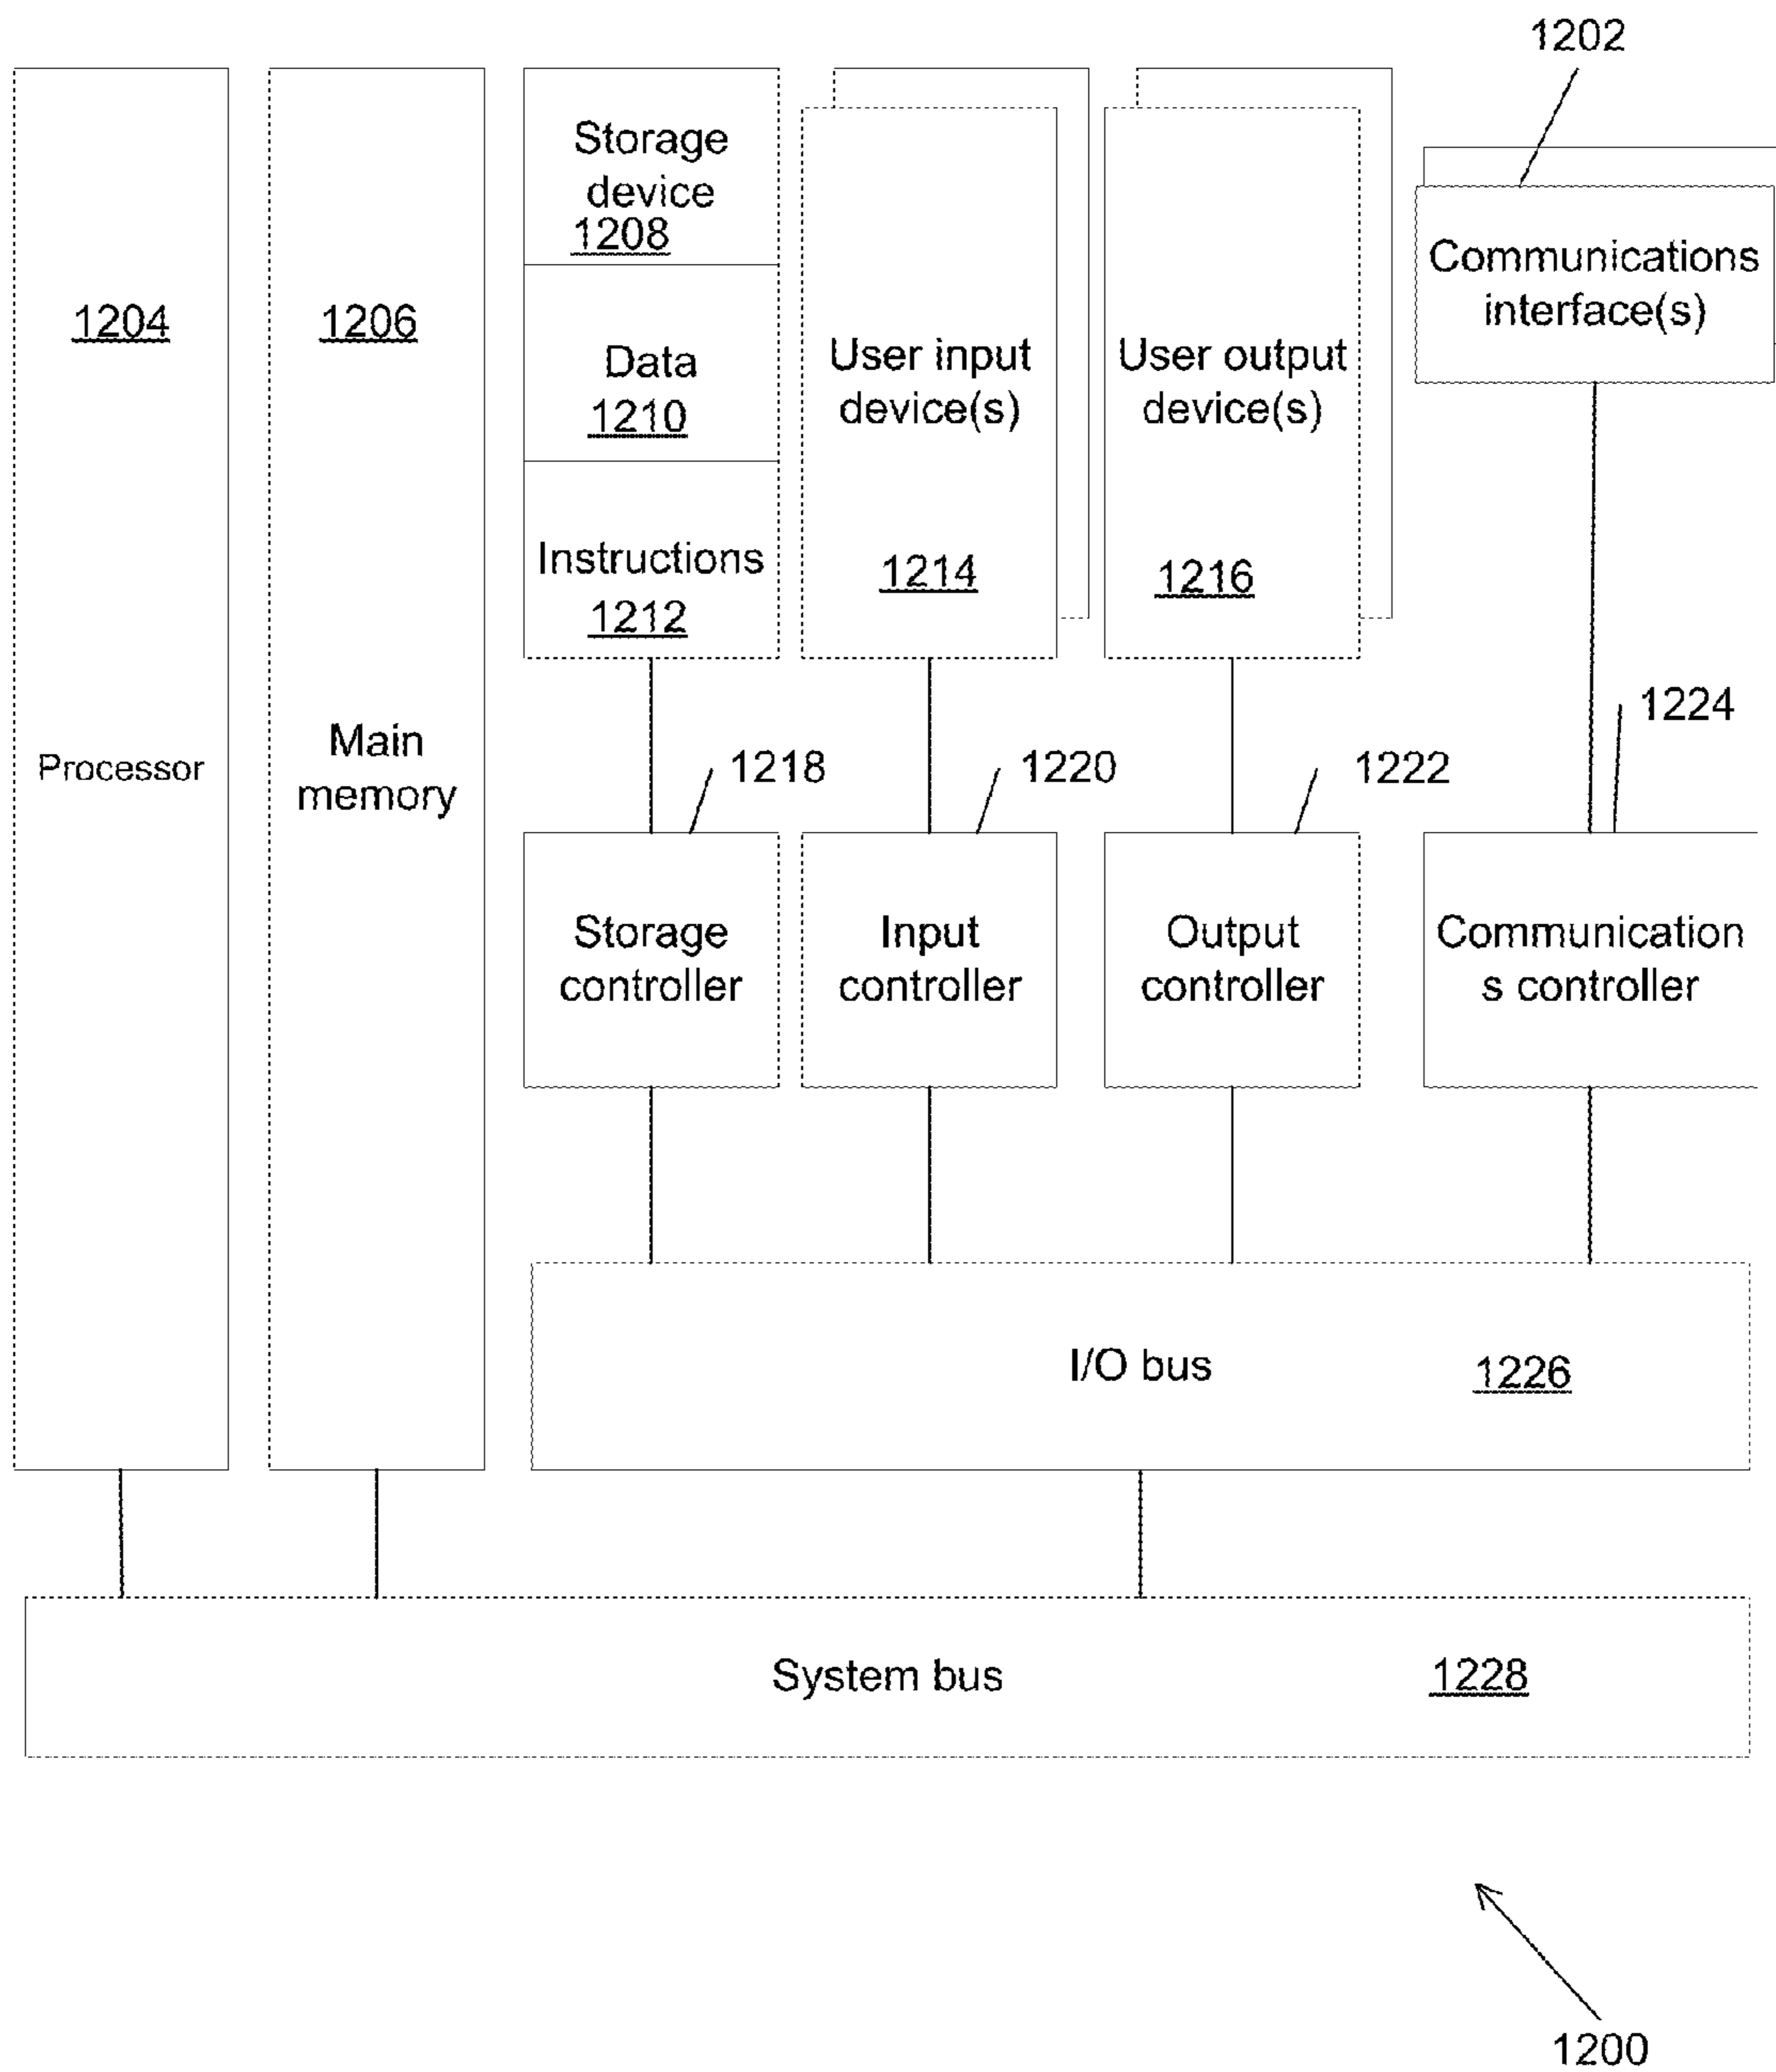 1202
Storage
device
1208
Communications
interface(s)
1204
1206
Data
1210
User input
device(s)
User output
device(s)
Instructions
1212
1214
1216
1224
Processor
Main
memory
1218
1220
1222
Storage
controller
Input
controller
Output
controller
Communication
s controller
I/O bus
1226
System bus
1228
1200